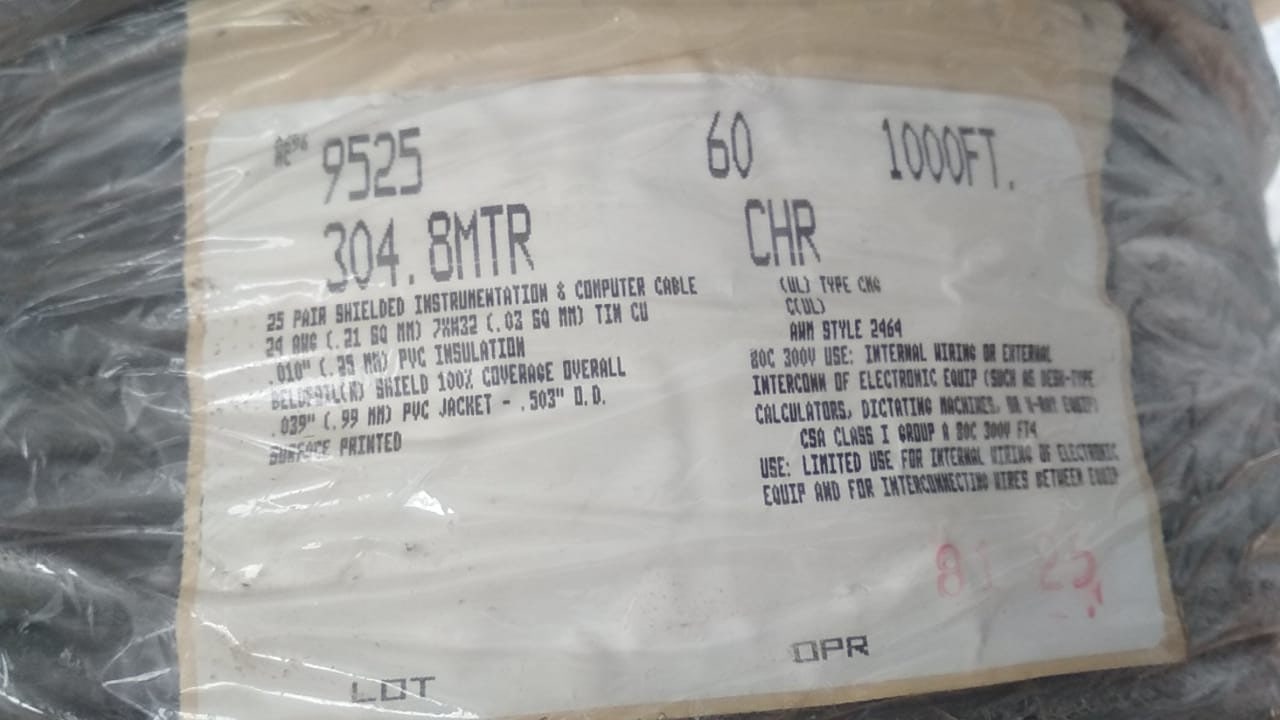 9525 60 1000FT.
304.8MTR CHR
25 PAIR SHIELDED INSTRUMENTATION & COMPUTER CABLE
24 AWG (.21 SQ MM) 7XW32 (.03 SQ MM) TIN CU
.010" (.25 MM) PVC INSULATION
BELDFOIL(R) SHIELD 100% COVERAGE OVERALL
.039" (.99 MM) PVC JACKET - .503" O.D.
SURFACE PRINTED
(UL) TYPE CMG
C(UL)
AWM STYLE 2464
80C 300V USE: INTERNAL WIRING OR EXTERNAL
INTERCONN OF ELECTRONIC EQUIP (SUCH AS DESK-TYPE
CALCULATORS, DICTATING MACHINES, OR X-RAY EQUIP)
CSA CLASS I GROUP A 80C 300V FT4
USE: LIMITED USE FOR INTERNAL WIRING OF ELECTRONIC
EQUIP AND FOR INTERCONNECTING WIRES BETWEEN EQUIP
LOT OPR